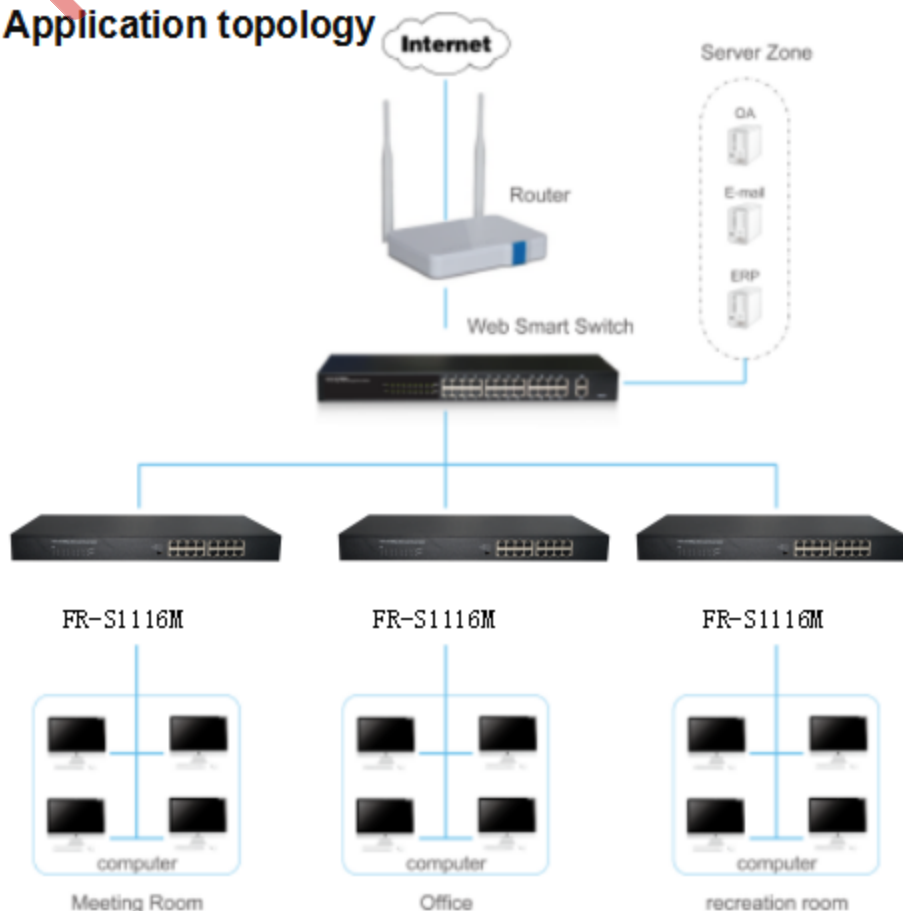 Application topology
Internet
Server Zone
OA
E-mail
ERP
Router
Web Smart Switch
FR-S1116M
FR-S1116M
FR-S1116M
computer
computer
computer
Meeting Room
Office
recreation room